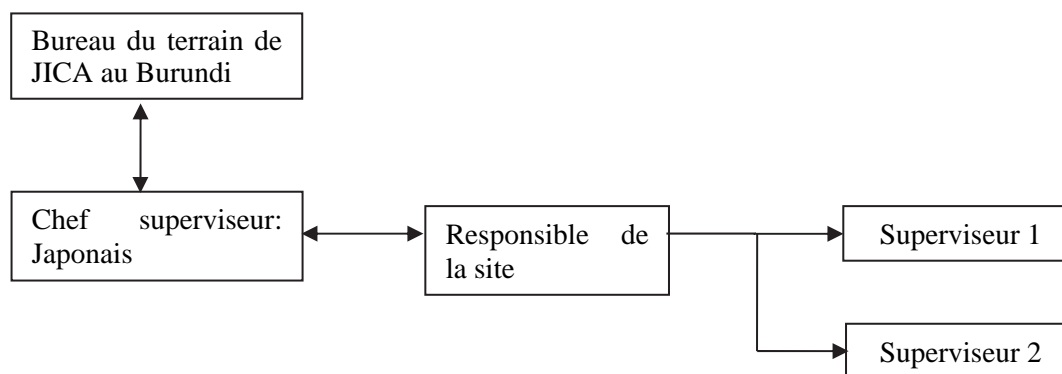 Bureau du terrain de
JICA au Burundi
Chef superviseur:
Japonais
Responsible de
la site
Superviseur 1
Superviseur 2